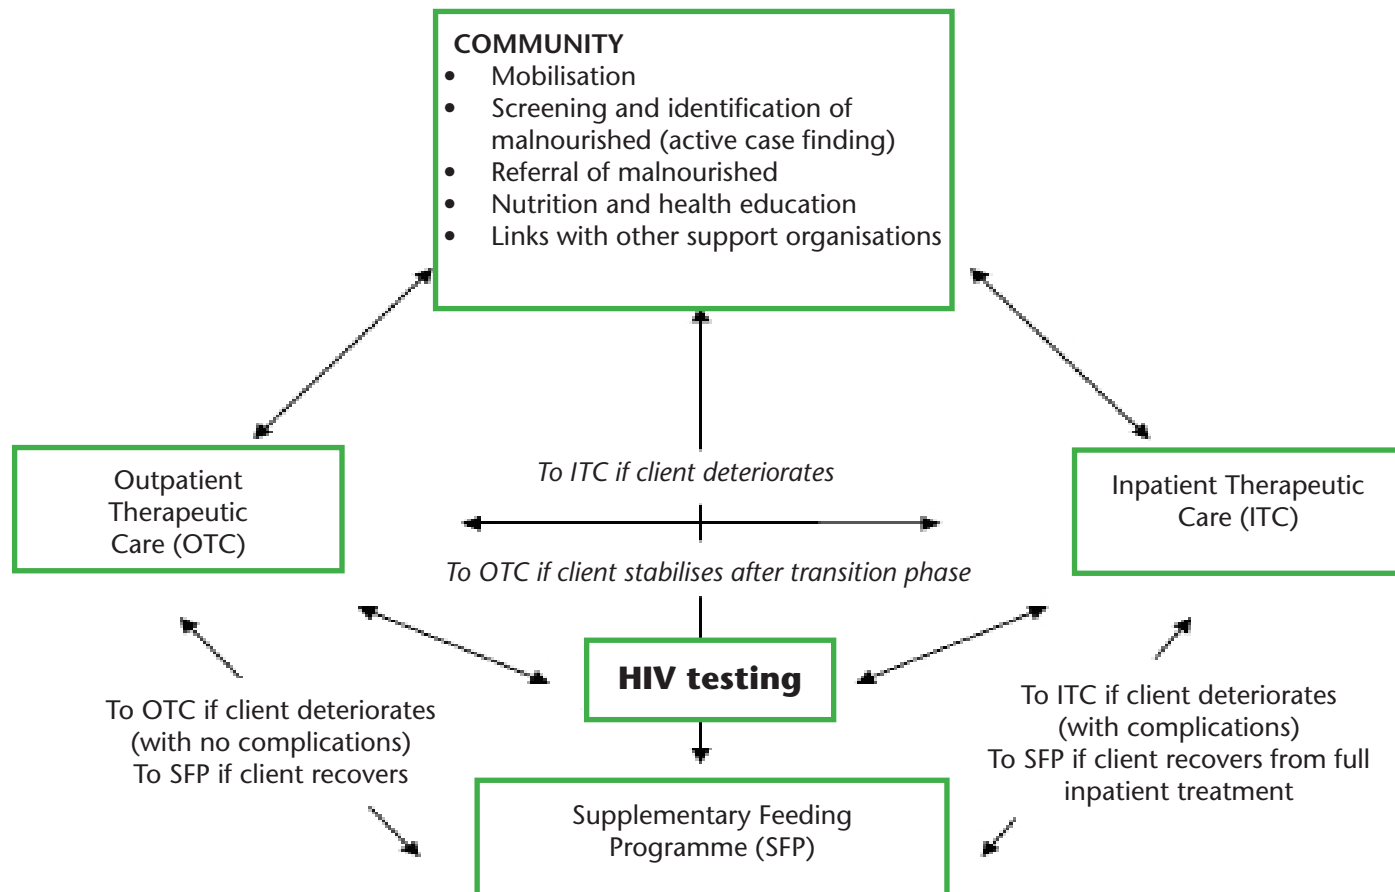 COMMUNITY
• Mobilisation
• Screening and identification of
malnourished (active case finding)
• Referral of malnourished
• Nutrition and health education
• Links with other support organisations
Outpatient
Therapeutic
Care (OTC)
To ITC if client deteriorates
To OTC if client stabilises after transition phase
Inpatient Therapeutic
Care (ITC)
HIV testing
To OTC if client deteriorates
(with no complications)
To SFP if client recovers
To ITC if client deteriorates
(with complications)
To SFP if client recovers from full
inpatient treatment
Supplementary Feeding
Programme (SFP)